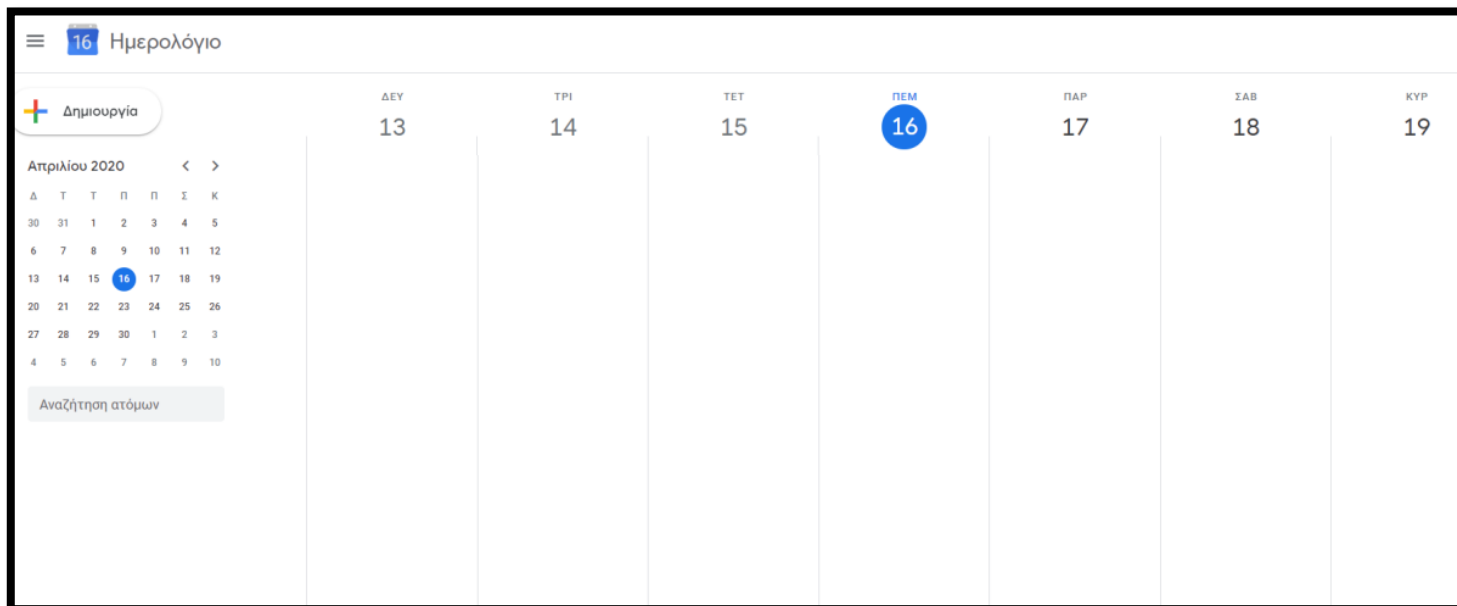 16 Ημερολόγιο
Δημιουργία
ΔΕΥ ΤΡΙ ΤΕΤ ΠΕΜ ΠΑΡ ΣΑΒ ΚΥΡ
13 14 15 16 17 18 19
Απριλίου 2020
Δ Τ Τ Π Π Σ Κ
30 31 1 2 3 4 5
6 7 8 9 10 11 12
13 14 15 16 17 18 19
20 21 22 23 24 25 26
27 28 29 30 1 2 3
4 5 6 7 8 9 10
Αναζήτηση ατόμων